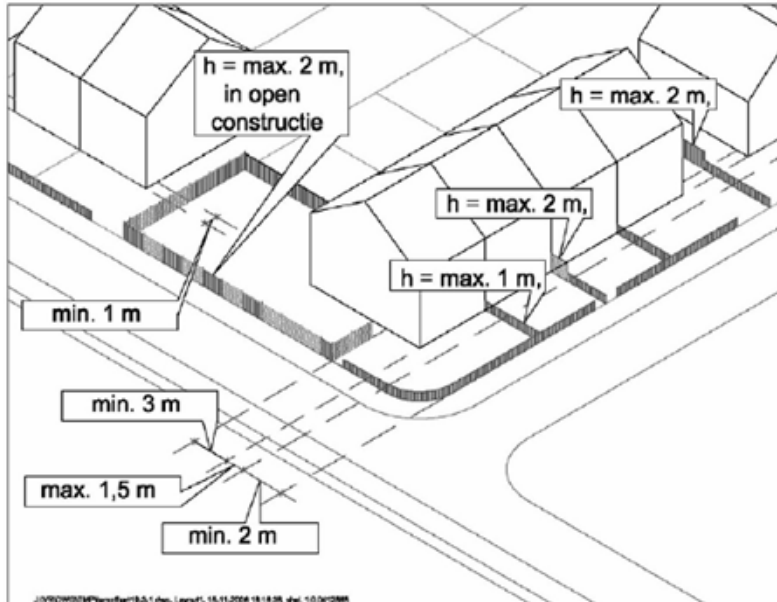 h = max. 2 m,
in open
constructie
h = max. 2 m,
h = max. 2 m,
h = max. 1 m,
min. 1 m
min. 3 m
max. 1,5 m
min. 2 m